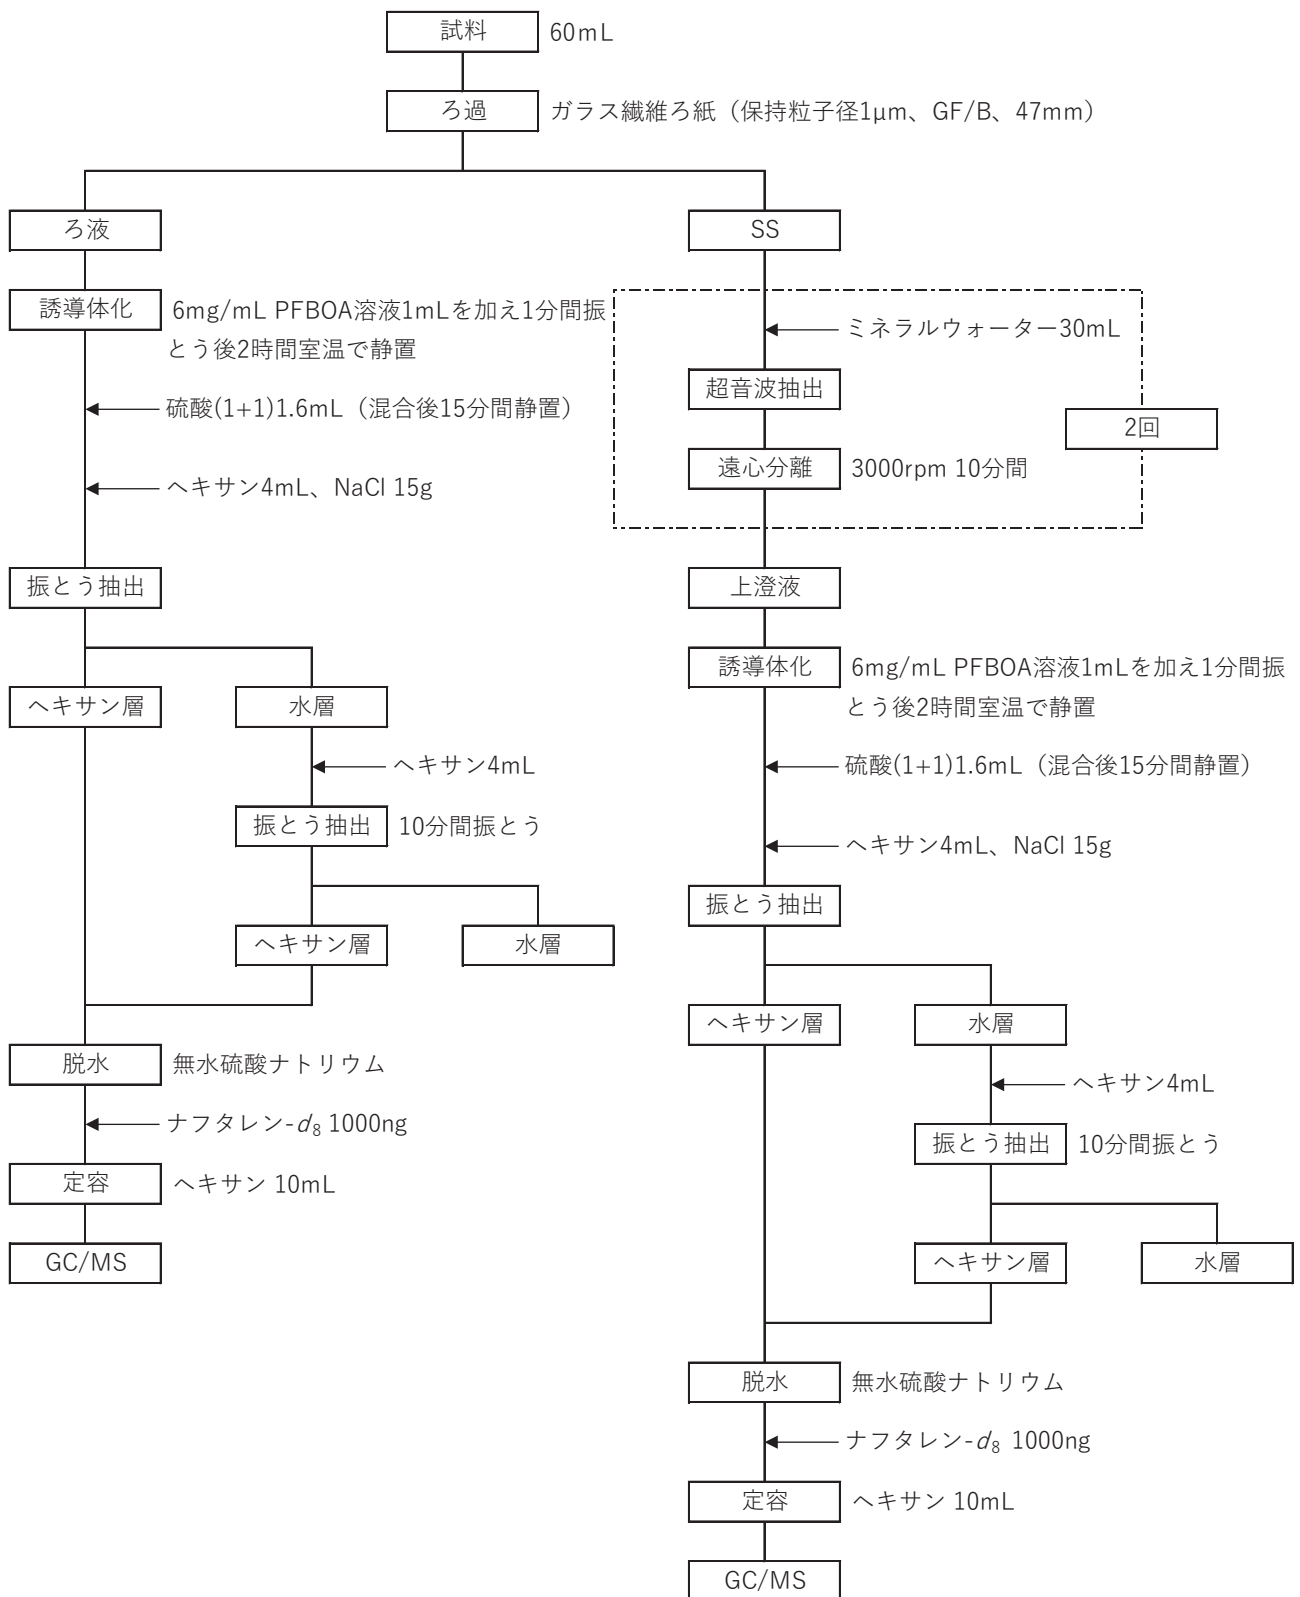 試料 60mL
ろ過 ガラス繊維ろ紙（保持粒子径1μm、GF/B、47mm）
ろ液
誘導体化 6mg/mL PFBOA溶液1mLを加え1分間振
とう後2時間室温で静置
硫酸(1+1)1.6mL（混合後15分間静置）
ヘキサン4mL、NaCl 15g
振とう抽出
ヘキサン層
水層
ヘキサン4mL
振とう抽出 10分間振とう
ヘキサン層
水層
脱水 無水硫酸ナトリウム
ナフタレン-d8 1000ng
定容 ヘキサン 10mL
GC/MS
SS
ミネラルウォーター30mL
超音波抽出
遠心分離 3000rpm 10分間
2回
上澄液
誘導体化 6mg/mL PFBOA溶液1mLを加え1分間振
とう後2時間室温で静置
硫酸(1+1)1.6mL（混合後15分間静置）
ヘキサン4mL、NaCl 15g
振とう抽出
ヘキサン層
水層
ヘキサン4mL
振とう抽出 10分間振とう
ヘキサン層
水層
脱水 無水硫酸ナトリウム
ナフタレン-d8 1000ng
定容 ヘキサン 10mL
GC/MS